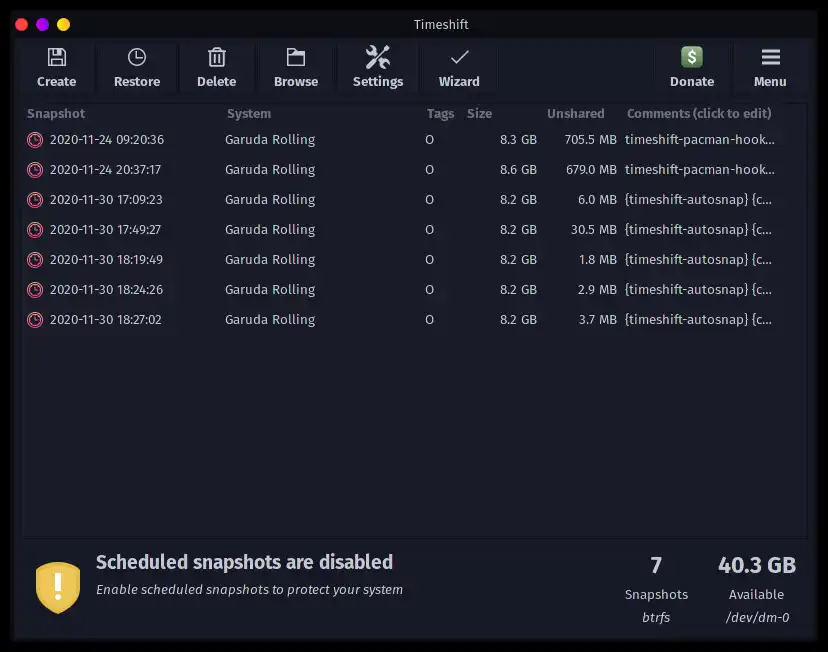 Timeshift
Create Restore Delete Browse Settings Wizard Donate Menu
Snapshot System Tags Size Unshared Comments (click to edit)
2020-11-24 09:20:36 Garuda Rolling O 8.3 GB 705.5 MB timeshift-pacman-hook...
2020-11-24 20:37:17 Garuda Rolling O 8.6 GB 679.0 MB timeshift-pacman-hook...
2020-11-30 17:09:23 Garuda Rolling O 8.2 GB 6.0 MB {timeshift-autosnap} {c...
2020-11-30 17:49:27 Garuda Rolling O 8.2 GB 30.5 MB {timeshift-autosnap} {c...
2020-11-30 18:19:49 Garuda Rolling O 8.2 GB 1.8 MB {timeshift-autosnap} {c...
2020-11-30 18:24:26 Garuda Rolling O 8.2 GB 2.9 MB {timeshift-autosnap} {c...
2020-11-30 18:27:02 Garuda Rolling O 8.2 GB 3.7 MB {timeshift-autosnap} {c...
Scheduled snapshots are disabled
Enable scheduled snapshots to protect your system
7 40.3 GB
Snapshots Available
btrfs /dev/dm-0